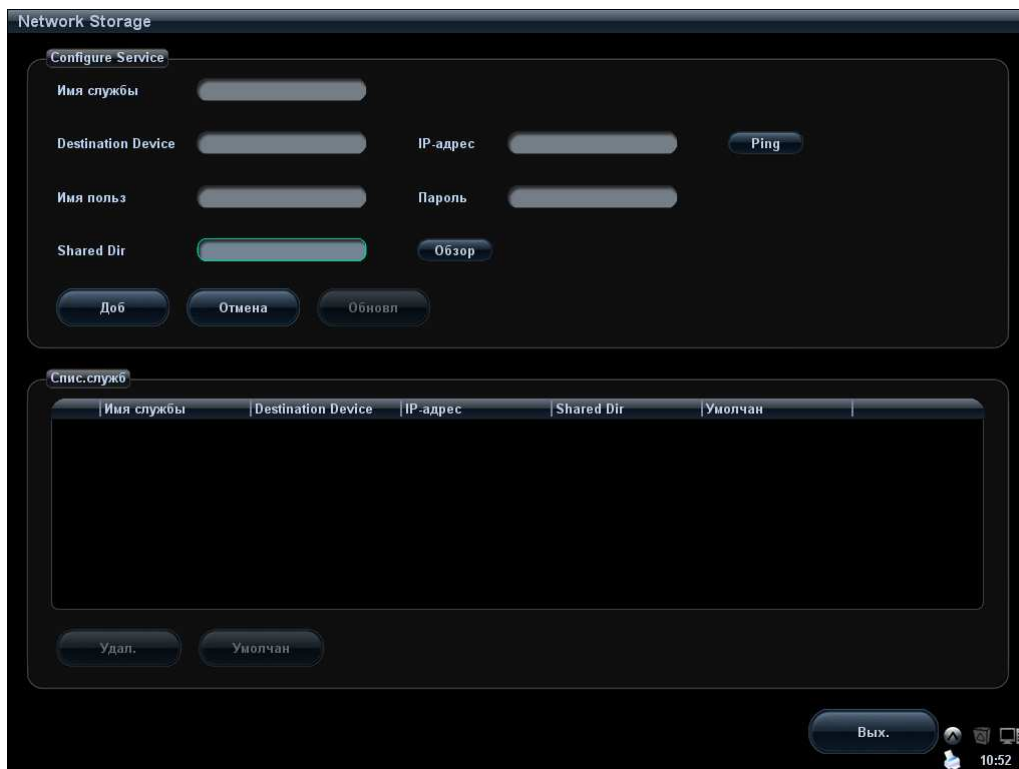 Network Storage
Configure Service
Имя службы
Destination Device IP-адрес Ping
Имя польз Пароль
Shared Dir Обзор
Доб Отмена Обновл
Спис.служб
Имя службы Destination Device IP-адрес Shared Dir Умолчан
Удал. Умолчан
Вых.
10:52